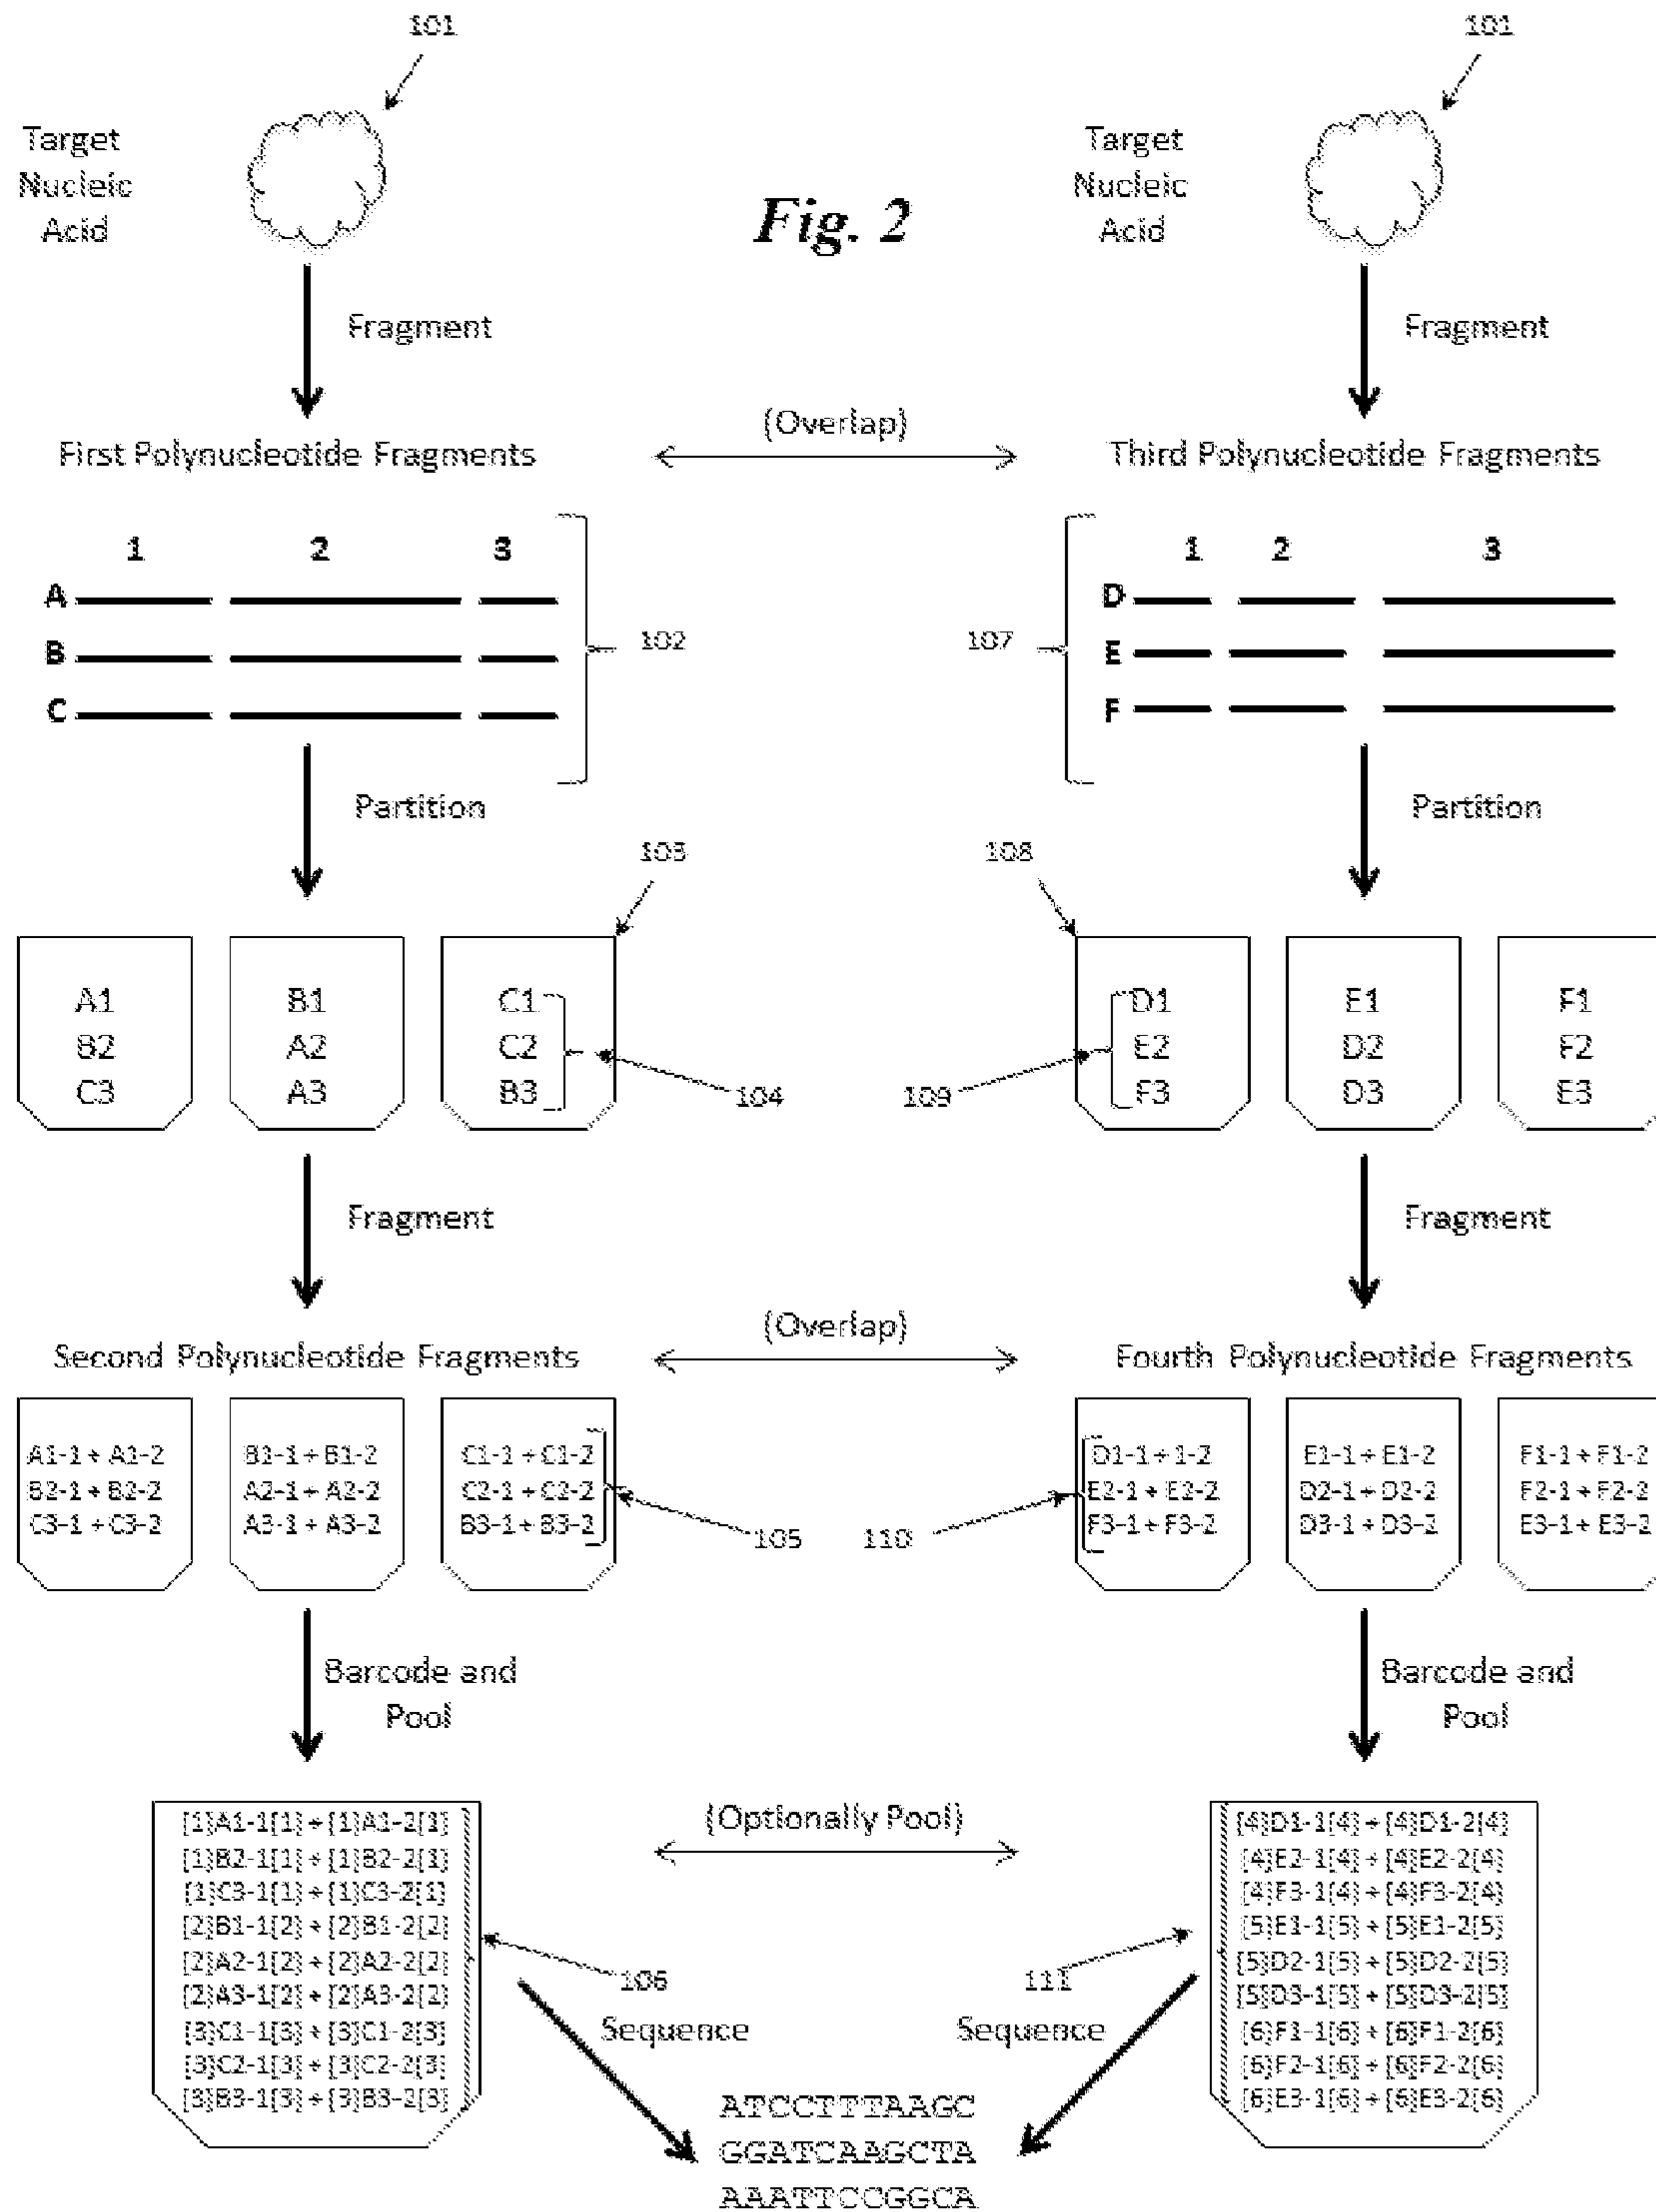 101
101
Target
Nucleic
Acid
Target
Nucleic
Acid
Fig. 2
Fragment
Fragment
(Overlap)
First Polynucleotide Fragments
Third Polynucleotide Fragments
1 2 3
1 2 3
A
B
C
102
107
D
E
F
Partition
Partition
103
108
A1
B2
C3
B1
A2
A3
C1
C2
B3
104
109
D1
E2
F3
E1
D2
D3
F1
F2
E3
Fragment
Fragment
(Overlap)
Second Polynucleotide Fragments
Fourth Polynucleotide Fragments
A1-1 + A1-2
B2-1 + B2-2
C3-1 + C3-2
B1-1 + B1-2
A2-1 + A2-2
A3-1 + A3-2
C1-1 + C1-2
C2-1 + C2-2
B3-1 + B3-2
105
110
D1-1 + 1-2
E2-1 + E2-2
F3-1 + F3-2
E1-1 + E1-2
D2-1 + D2-2
D3-1 + D3-2
F1-1 + F1-2
F2-1 + F2-2
E3-1 + E3-2
Barcode and
Pool
Barcode and
Pool
(Optionally Pool)
[1]A1-1[1] + [1]A1-2[1]
[1]B2-1[1] + [1]B2-2[1]
[1]C3-1[1] + [1]C3-2[1]
[2]B1-1[2] + [2]B1-2[2]
[2]A2-1[2] + [2]A2-2[2]
[2]A3-1[2] + [2]A3-2[2]
[3]C1-1[3] + [3]C1-2[3]
[3]C2-1[3] + [3]C2-2[3]
[3]B3-1[3] + [3]B3-2[3]
106
111
[4]D1-1[4] + [4]D1-2[4]
[4]E2-1[4] + [4]E2-2[4]
[4]F3-1[4] + [4]F3-2[4]
[5]E1-1[5] + [5]E1-2[5]
[5]D2-1[5] + [5]D2-2[5]
[5]D3-1[5] + [5]D3-2[5]
[6]F1-1[6] + [6]F1-2[6]
[6]F2-1[6] + [6]F2-2[6]
[6]E3-1[6] + [6]E3-2[6]
Sequence
Sequence
ATCCTTTAAGC
GGATCAAGCTA
AAATTCCGGCA